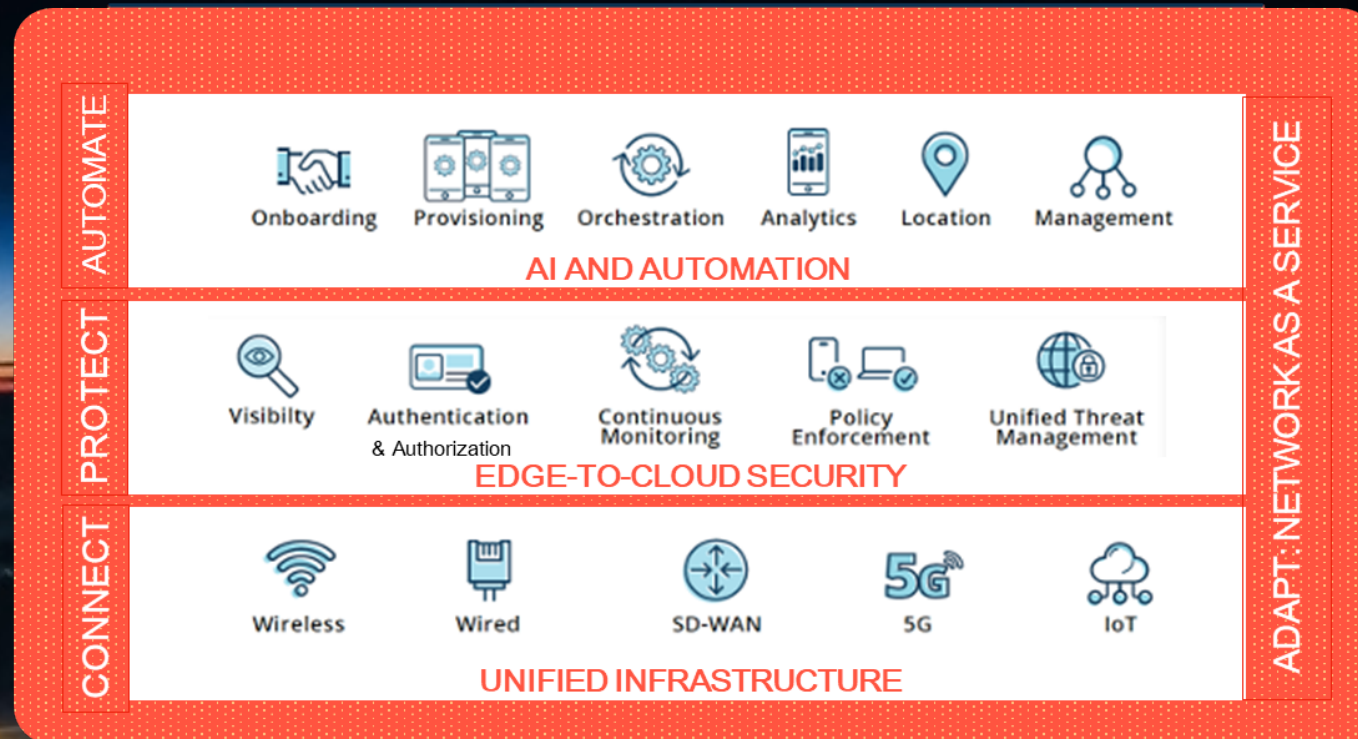 AUTOMATE
Onboarding
Provisioning
Orchestration
Analytics
Location
Management
AI AND AUTOMATION
PROTECT
Visibilty
Authentication
& Authorization
Continuous
Monitoring
Policy
Enforcement
Unified Threat
Management
EDGE-TO-CLOUD SECURITY
CONNECT
Wireless
Wired
SD-WAN
5G
5G
IoT
UNIFIED INFRASTRUCTURE
ADAPT: NETWORK AS A SERVICE